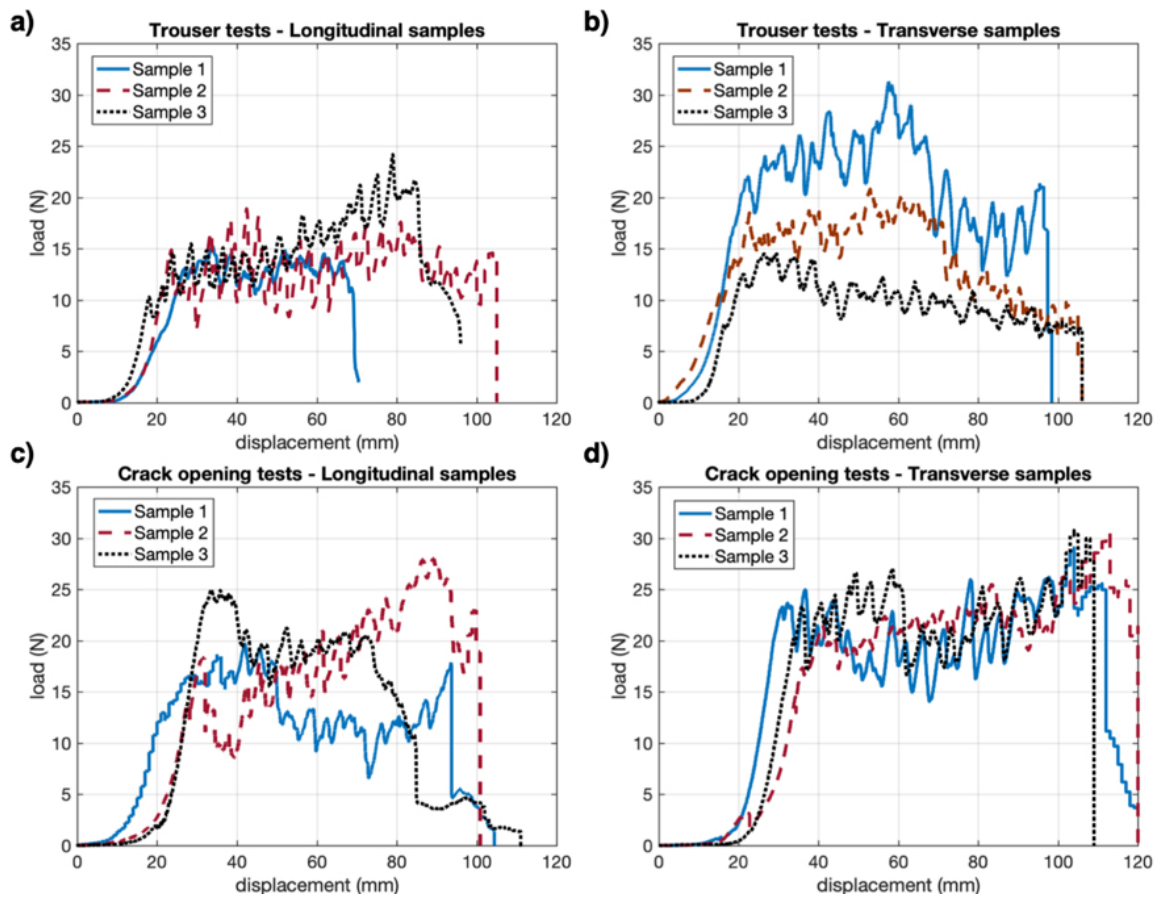 a)
Trouser tests - Longitudinal samples
35
30
25
20
15
10
5
0
load (N)
Sample 1
Sample 2
Sample 3
0 20 40 60 80 100 120
displacement (mm)
b)
Trouser tests - Transverse samples
35
30
25
20
15
10
5
0
load (N)
Sample 1
Sample 2
Sample 3
0 20 40 60 80 100 120
displacement (mm)
c)
Crack opening tests - Longitudinal samples
35
30
25
20
15
10
5
0
load (N)
Sample 1
Sample 2
Sample 3
0 20 40 60 80 100 120
displacement (mm)
d)
Crack opening tests - Transverse samples
35
30
25
20
15
10
5
0
load (N)
Sample 1
Sample 2
Sample 3
0 20 40 60 80 100 120
displacement (mm)